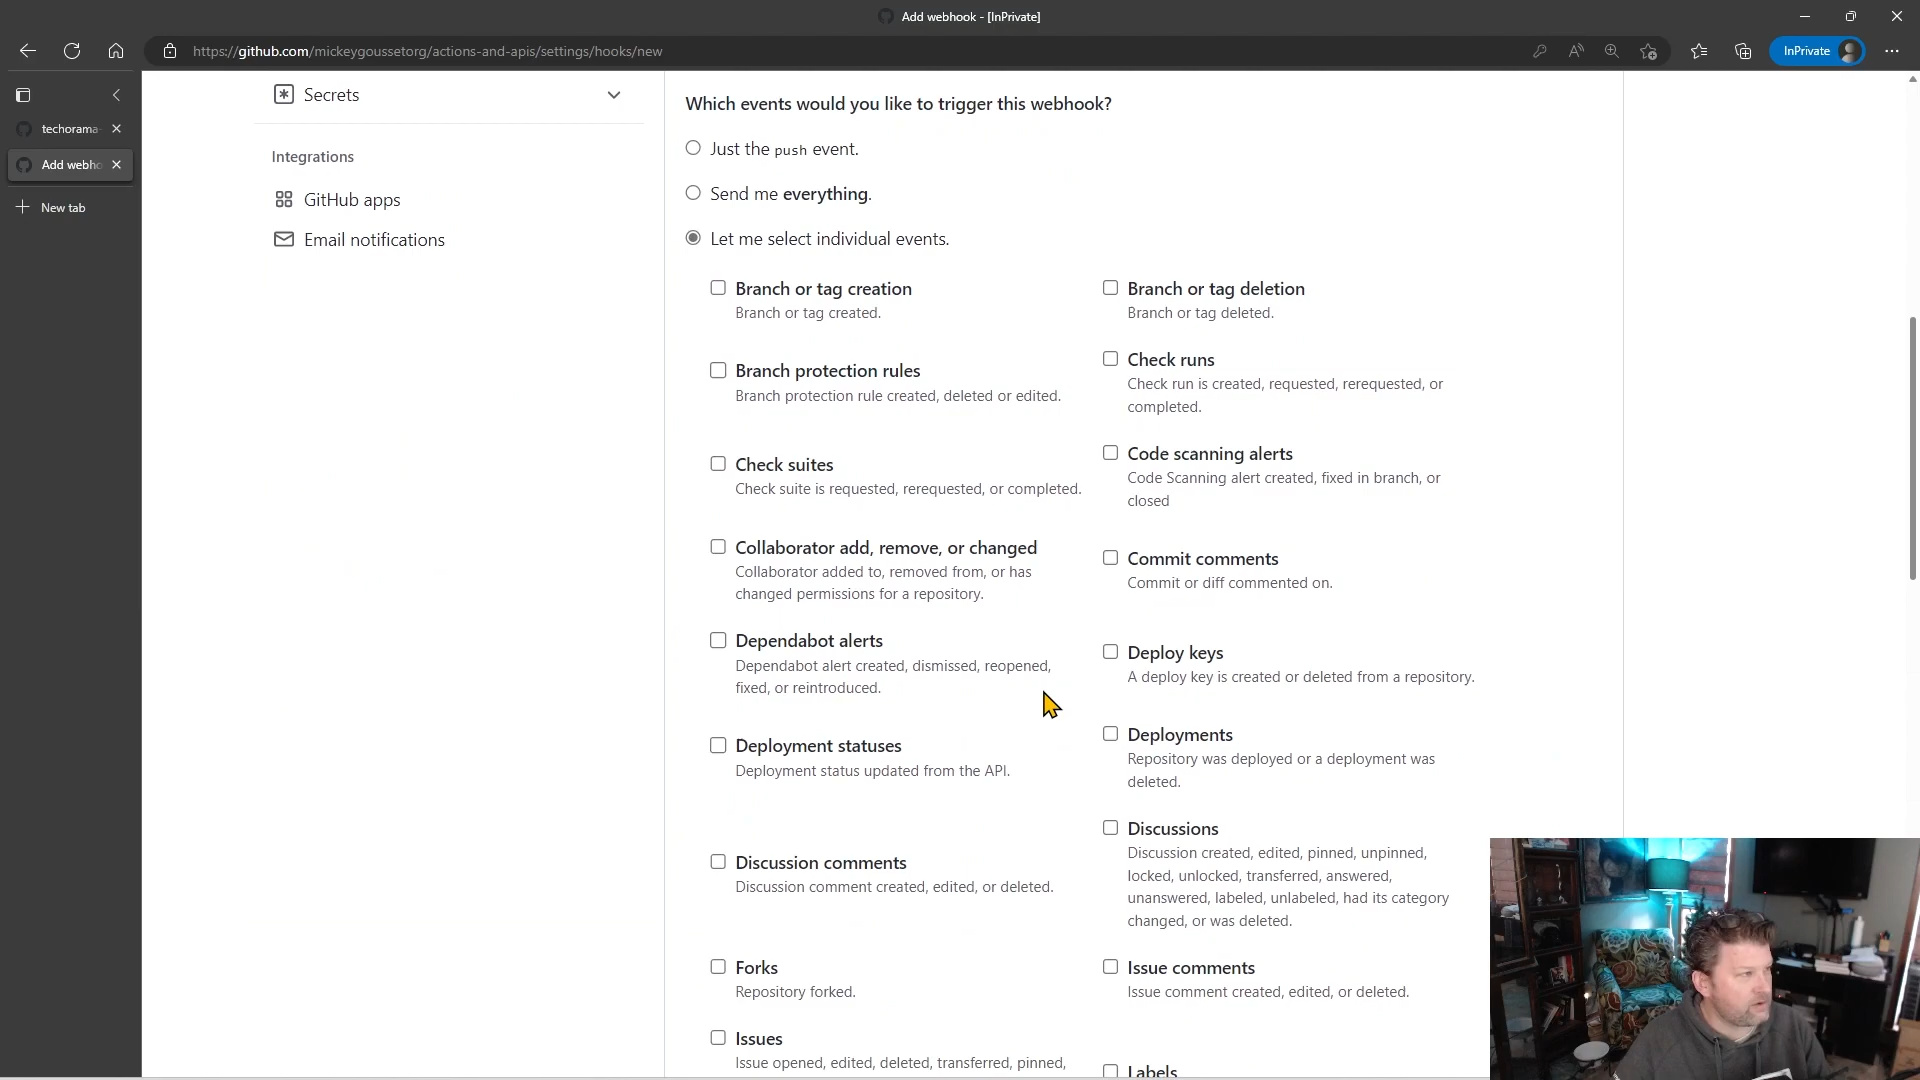 Add webhook - [InPrivate]
https://github.com/mickeygoussetorg/actions-and-apis/settings/hooks/new
InPrivate
techorama-
Add webho
New tab
Secrets
Integrations
GitHub apps
Email notifications
Which events would you like to trigger this webhook?
Just the push event.
Send me everything.
Let me select individual events.
Branch or tag creation
Branch or tag created.
Branch or tag deletion
Branch or tag deleted.
Branch protection rules
Branch protection rule created, deleted or edited.
Check runs
Check run is created, requested, rerequested, or
completed.
Check suites
Check suite is requested, rerequested, or completed.
Code scanning alerts
Code Scanning alert created, fixed in branch, or
closed
Collaborator add, remove, or changed
Collaborator added to, removed from, or has
changed permissions for a repository.
Commit comments
Commit or diff commented on.
Dependabot alerts
Dependabot alert created, dismissed, reopened,
fixed, or reintroduced.
Deploy keys
A deploy key is created or deleted from a repository.
Deployment statuses
Deployment status updated from the API.
Deployments
Repository was deployed or a deployment was
deleted.
Discussion comments
Discussion comment created, edited, or deleted.
Discussions
Discussion created, edited, pinned, unpinned,
locked, unlocked, transferred, answered,
unanswered, labeled, unlabeled, had its category
changed, or was deleted.
Forks
Repository forked.
Issue comments
Issue comment created, edited, or deleted.
Issues
Issue opened, edited, deleted, transferred, pinned,
Labels